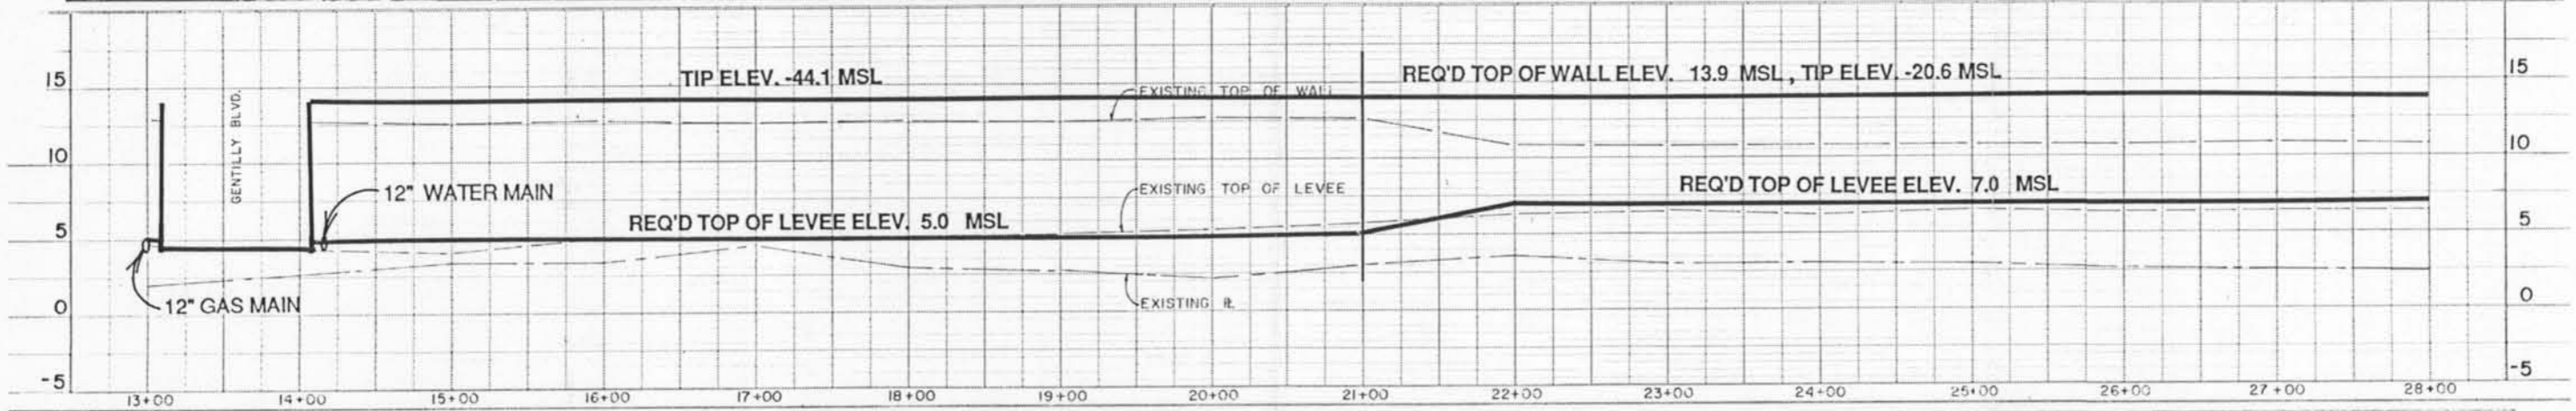 TIP ELEV. -44.1 MSL
REQ'D TOP OF WALL ELEV. 13.9 MSL, TIP ELEV. -20.6 MSL
15
15
EXISTING TOP OF WALL
GENTILLY BLVD.
10
10
12" WATER MAIN
EXISTING TOP OF LEVEE
REQ'D TOP OF LEVEE ELEV. 7.0 MSL
REQ'D TOP OF LEVEE ELEV. 5.0 MSL
5
5
12" GAS MAIN
EXISTING ℄
0
0
-5
-5
13+00 14+00 15+00 16+00 17+00 18+00 19+00 20+00 21+00 22+00 23+00 24+00 25+00 26+00 27+00 28+00